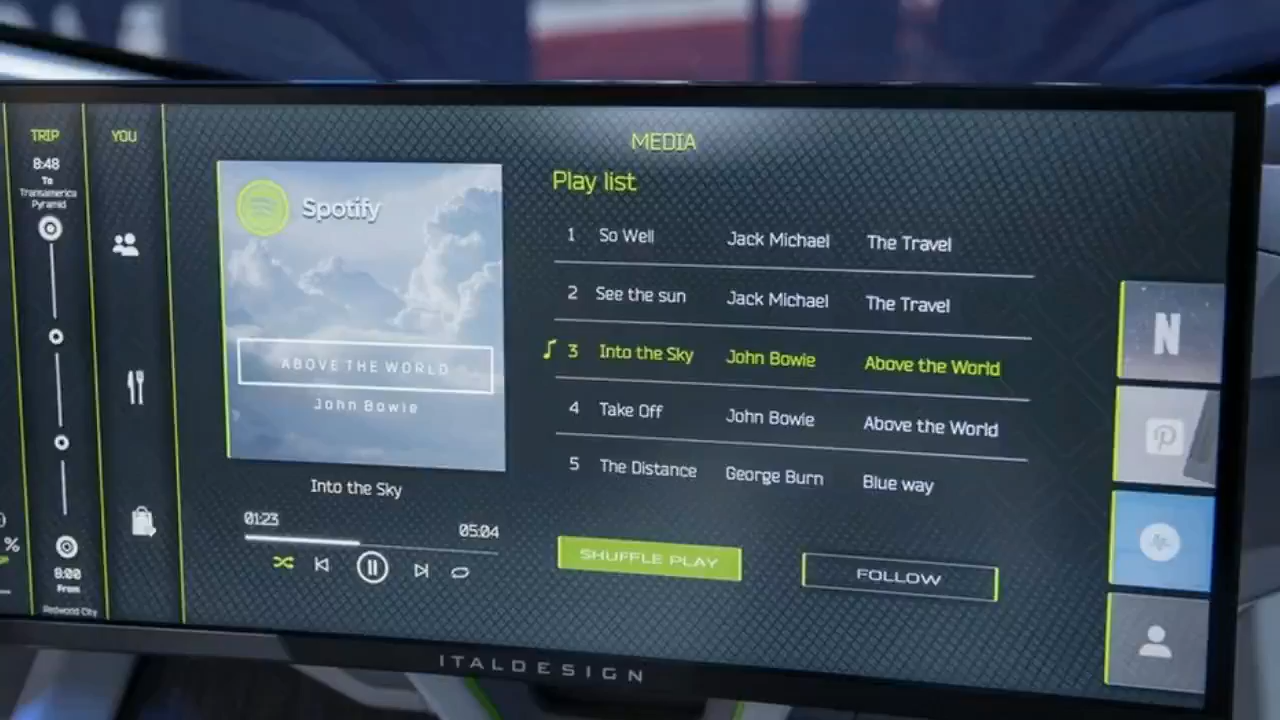 TRIP
8:48
To
Transamerica
Pyramid
8:00
From
Redwood City
%
YOU
MEDIA
Spotify
ABOVE THE WORLD
John Bowie
Into the Sky
01:23 05:04
Play list
1 So Well Jack Michael The Travel
2 See the sun Jack Michael The Travel
3 Into the Sky John Bowie Above the World
4 Take Off John Bowie Above the World
5 The Distance George Burn Blue way
SHUFFLE PLAY
FOLLOW
N
ITALDESIGN